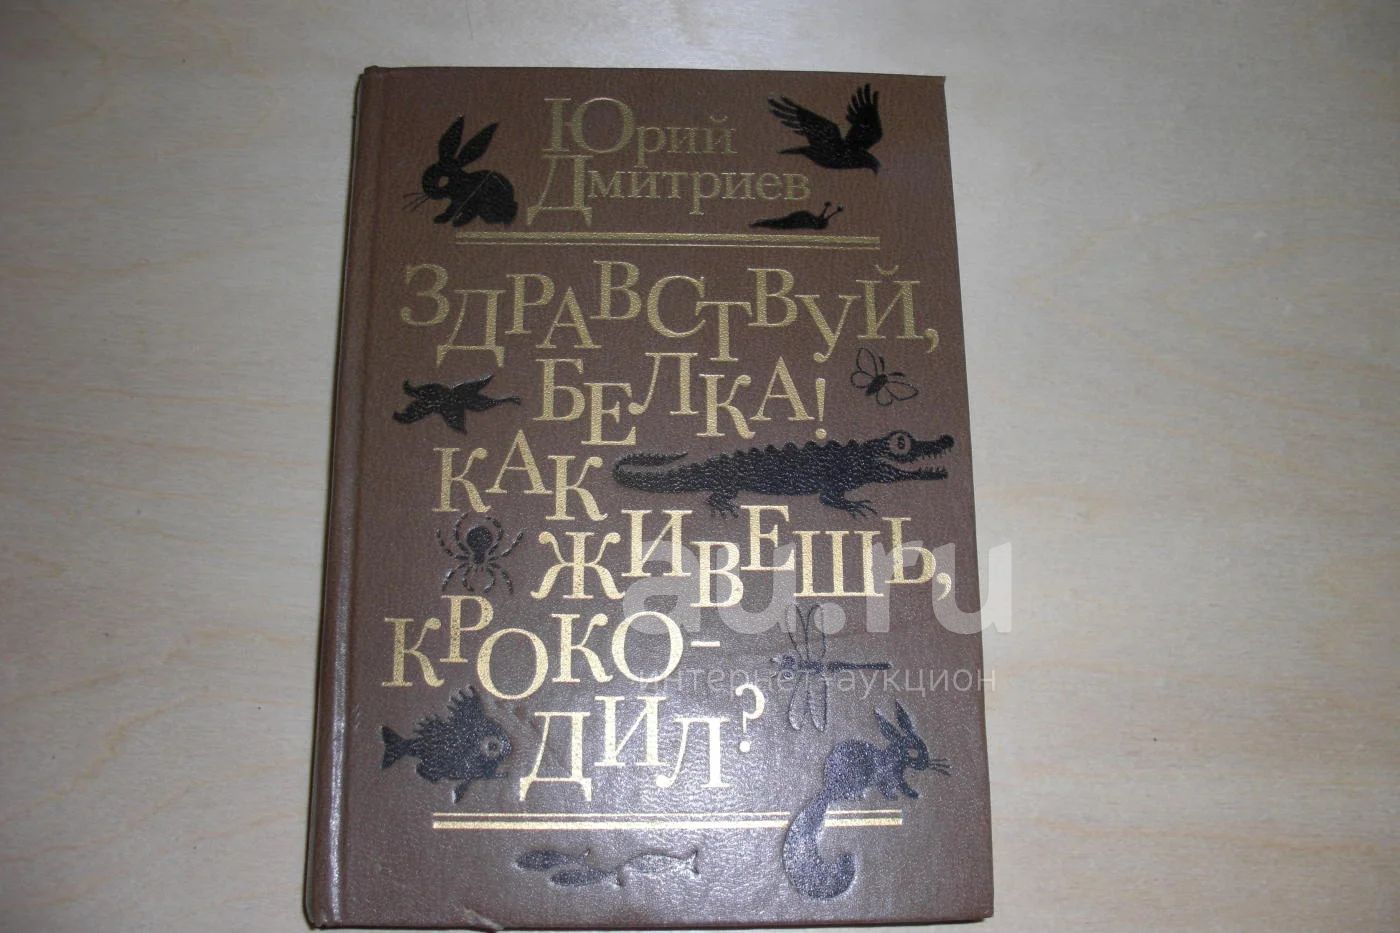 Юрий
Дмитриев
ЗДРАВСТВУЙ,
БЕЛКА!
КАК
ЖИВЕШЬ,
КРОКО-
ДИЛ?
au.ru
интернет-аукцион